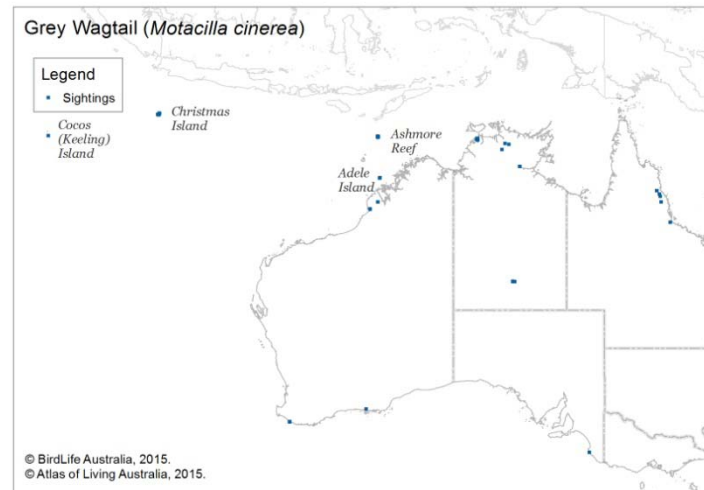 Grey Wagtail (Motacilla cinerea)
Legend
Sightings
Cocos
(Keeling)
Island
Christmas
Island
Ashmore
Reef
Adele
Island
© BirdLife Australia, 2015.
© Atlas of Living Australia, 2015.